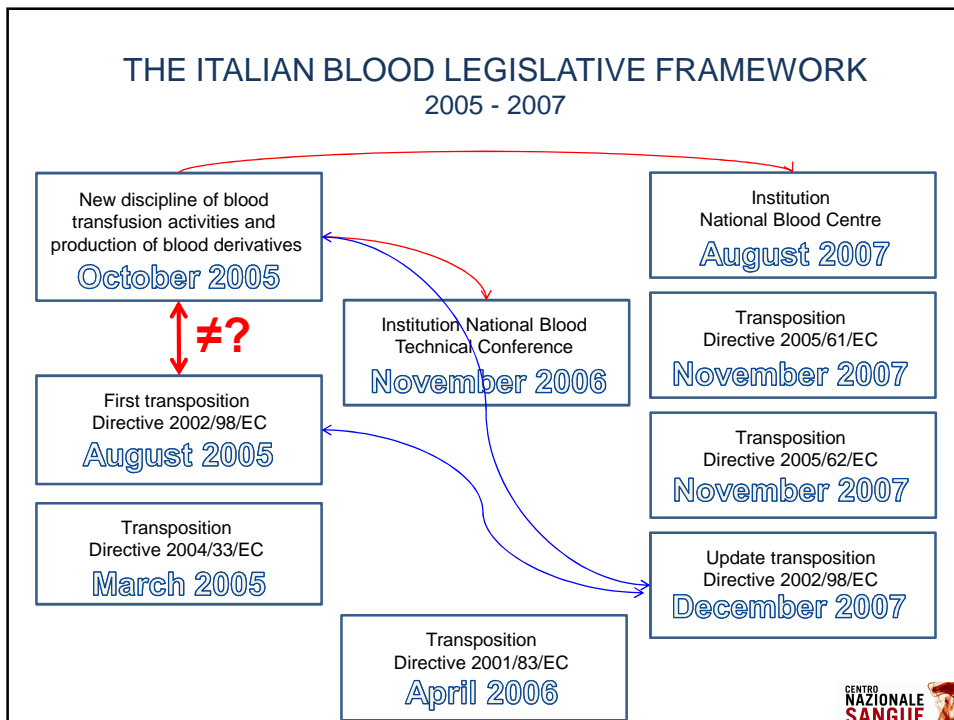 THE ITALIAN BLOOD LEGISLATIVE FRAMEWORK
2005 - 2007
New discipline of blood
transfusion activities and
production of blood derivatives
October 2005
≠?
First transposition
Directive 2002/98/EC
August 2005
Transposition
Directive 2004/33/EC
March 2005
Institution National Blood
Technical Conference
November 2006
Transposition
Directive 2001/83/EC
April 2006
Institution
National Blood Centre
August 2007
Transposition
Directive 2005/61/EC
November 2007
Transposition
Directive 2005/62/EC
November 2007
Update transposition
Directive 2002/98/EC
December 2007
CENTRO
NAZIONALE
SANGUE